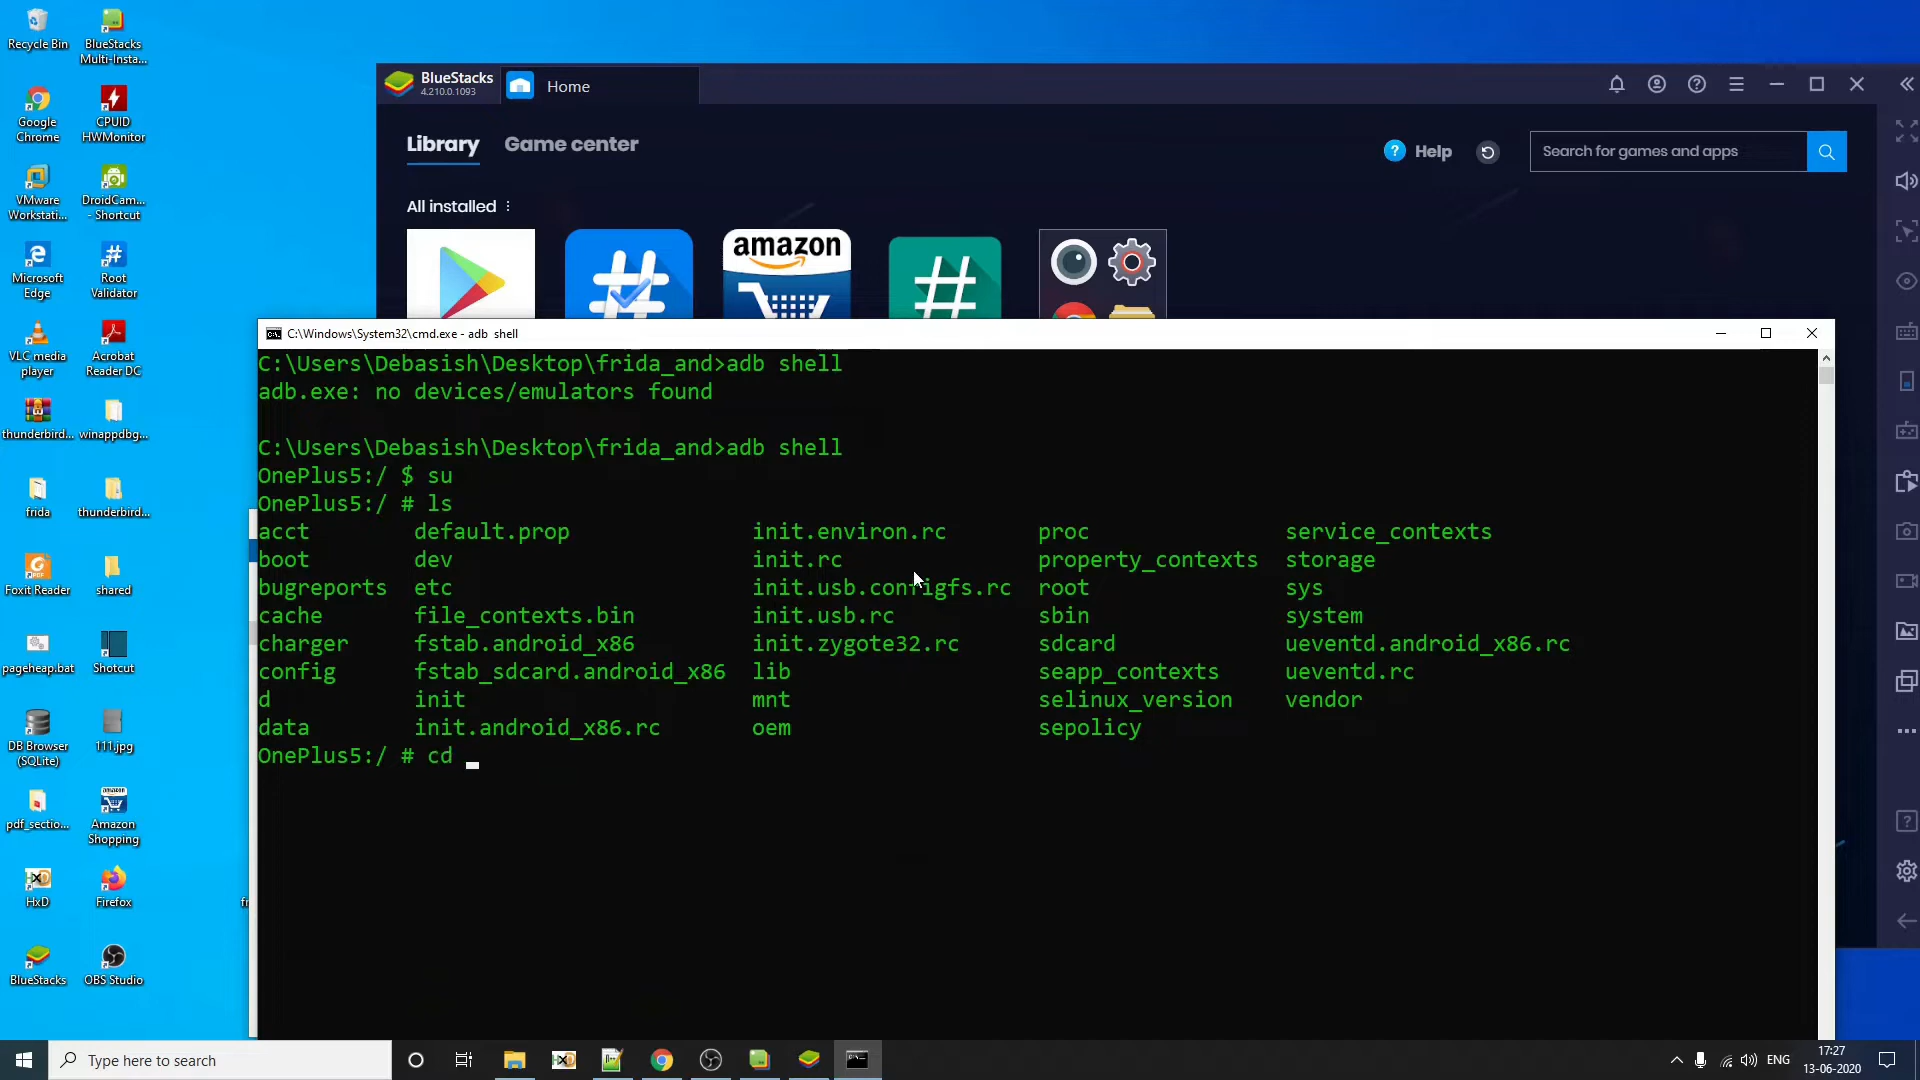 Recycle Bin
BlueStacks Multi-Insta...
Google Chrome
CPUID HWMonitor
VMware Workstati...
DroidCam... - Shortcut
Microsoft Edge
Root Validator
VLC media player
Acrobat Reader DC
thunderbird...
winappdbg...
frida
thunderbird...
Foxit Reader
shared
pageheap.bat
Shotcut
DB Browser (SQLite)
111.jpg
pdf_sectio...
Amazon Shopping
HxD
Firefox
BlueStacks
OBS Studio
BlueStacks
4.210.0.1093
Home
Library Game center
Help
Search for games and apps
All installed
amazon
C:\Windows\System32\cmd.exe - adb shell
C:\Users\Debasish\Desktop\frida_and>adb shell
adb.exe: no devices/emulators found
C:\Users\Debasish\Desktop\frida_and>adb shell
OnePlus5:/ $ su
OnePlus5:/ # ls
acct default.prop init.environ.rc proc service_contexts
boot dev init.rc property_contexts storage
bugreports etc init.usb.configfs.rc root sys
cache file_contexts.bin init.usb.rc sbin system
charger fstab.android_x86 init.zygote32.rc sdcard ueventd.android_x86.rc
config fstab_sdcard.android_x86 lib seapp_contexts ueventd.rc
d init mnt selinux_version vendor
data init.android_x86.rc oem sepolicy
OnePlus5:/ # cd
Type here to search
ENG
17:27
13-06-2020